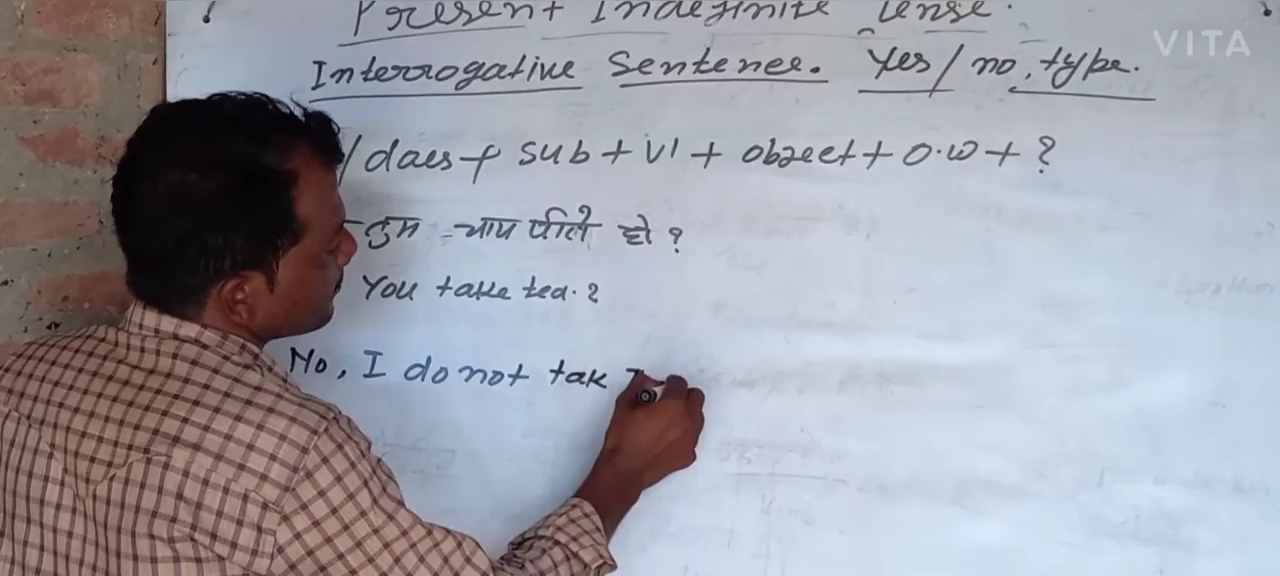 Present Indefinite Tense.
VITA
Interrogative Sentence. Yes/no, type.
/does + sub + V1 + object + o.w + ?
तुम चाय पीते हो ?
You take tea. ?
No, I do not tak